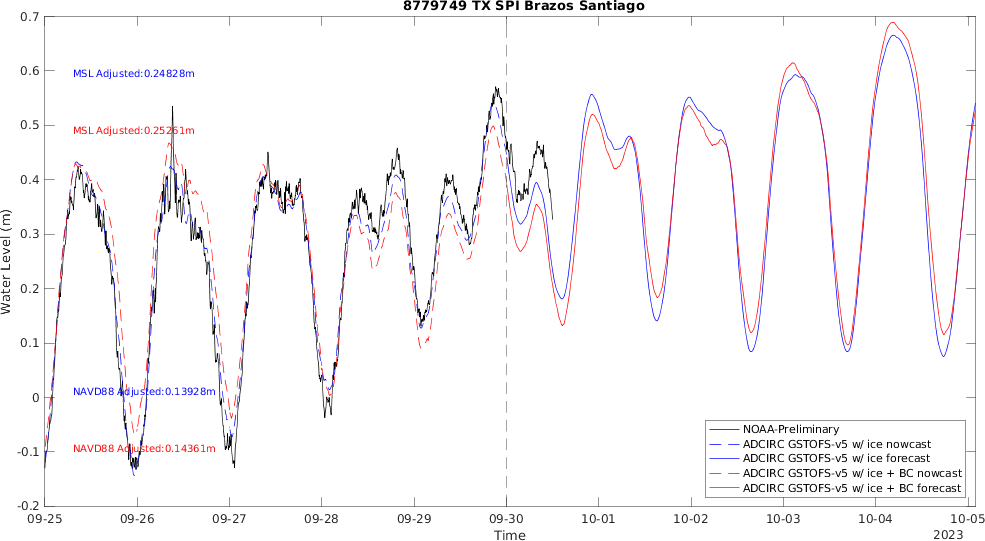 8779749 TX SPI Brazos Santiago
0.7
0.6
0.5
0.4
0.3
0.2
0.1
0
-0.1
-0.2
Water Level (m)
MSL Adjusted:0.24828m
MSL Adjusted:0.25261m
NAVD88 Adjusted:0.13928m
NAVD88 Adjusted:0.14361m
NOAA-Preliminary
ADCIRC GSTOFS-v5 w/ ice nowcast
ADCIRC GSTOFS-v5 w/ ice forecast
ADCIRC GSTOFS-v5 w/ ice + BC nowcast
ADCIRC GSTOFS-v5 w/ ice + BC forecast
09-25 09-26 09-27 09-28 09-29 09-30 10-01 10-02 10-03 10-04 10-05
Time
2023